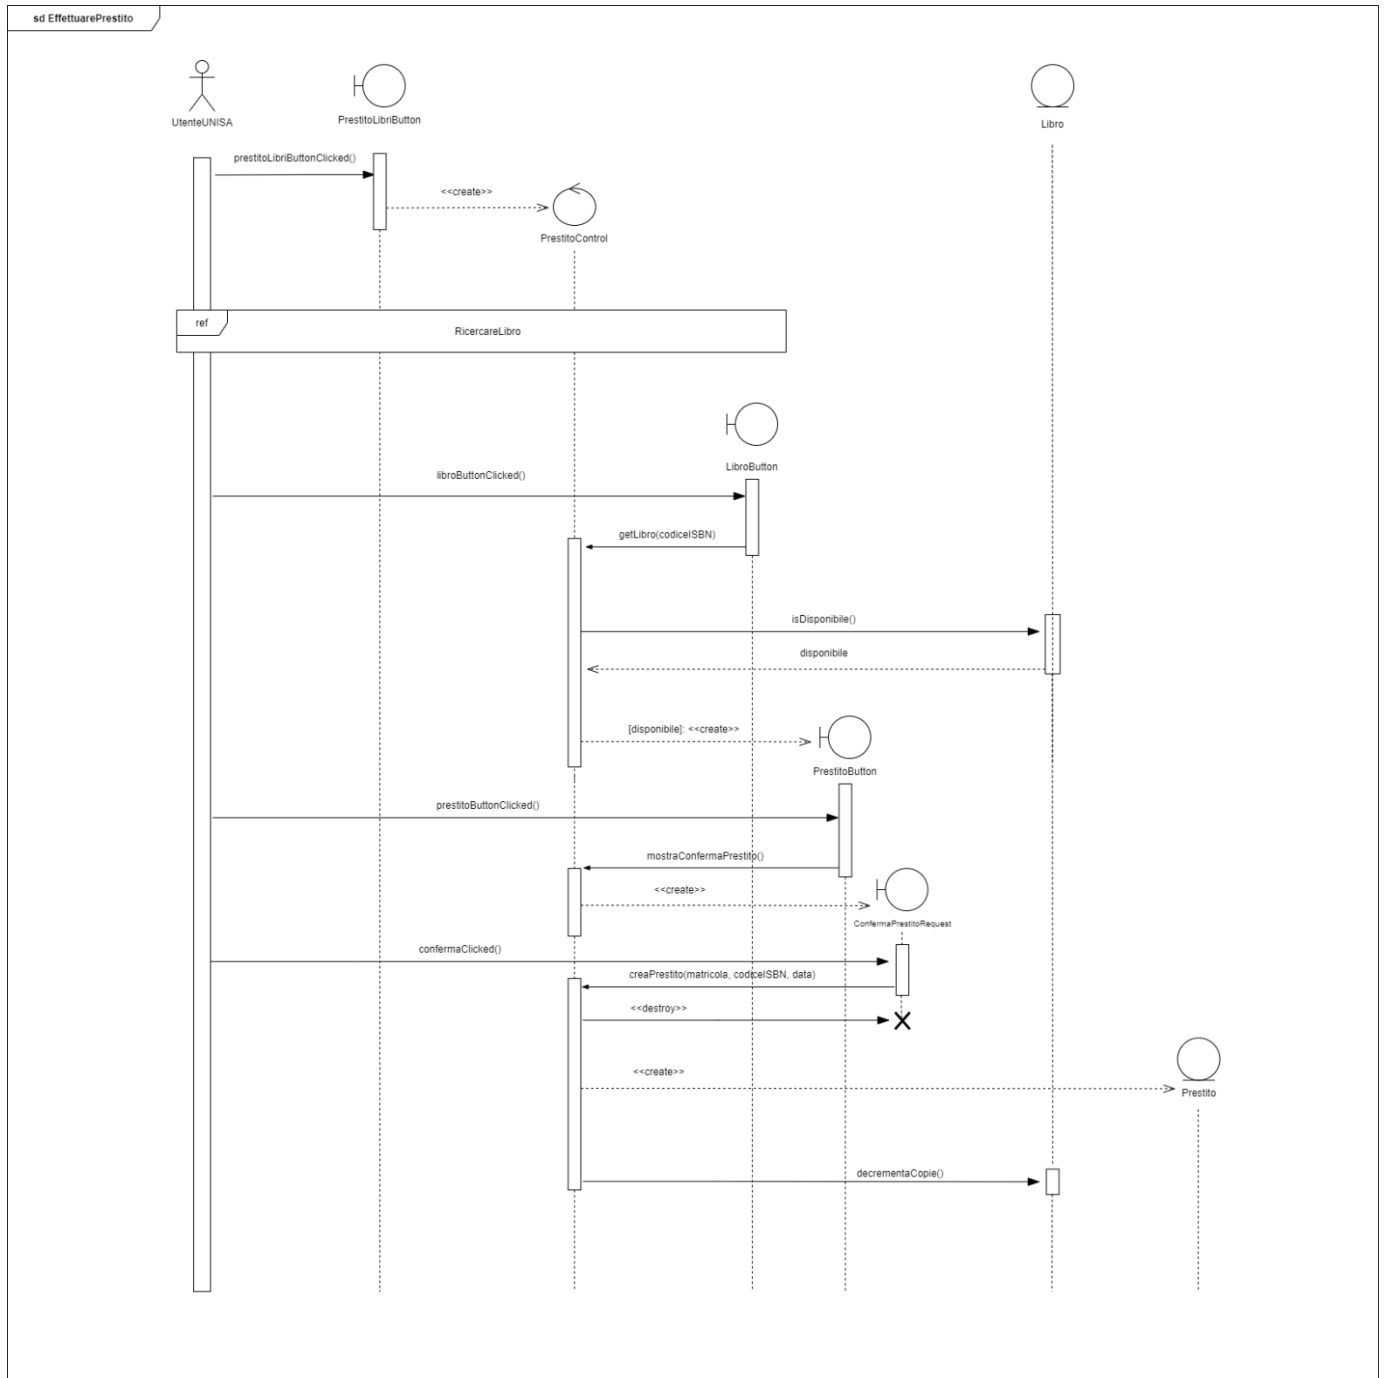 sd EffettuarePrestito
UtenteUNISA
PrestitoLibriButton
Libro
prestitoLibriButtonClicked()
<<create>>
PrestitoControl
ref
RicercareLibro
LibroButton
libroButtonClicked()
getLibro(codiceISBN)
isDisponibile()
disponibile
[disponibile]: <<create>>
PrestitoButton
prestitoButtonClicked()
mostraConfermaPrestito()
<<create>>
ConfermaPrestitoRequest
confermaClicked()
creaPrestito(matricola, codiceISBN, data)
<<destroy>>
<<create>>
Prestito
decrementaCopie()